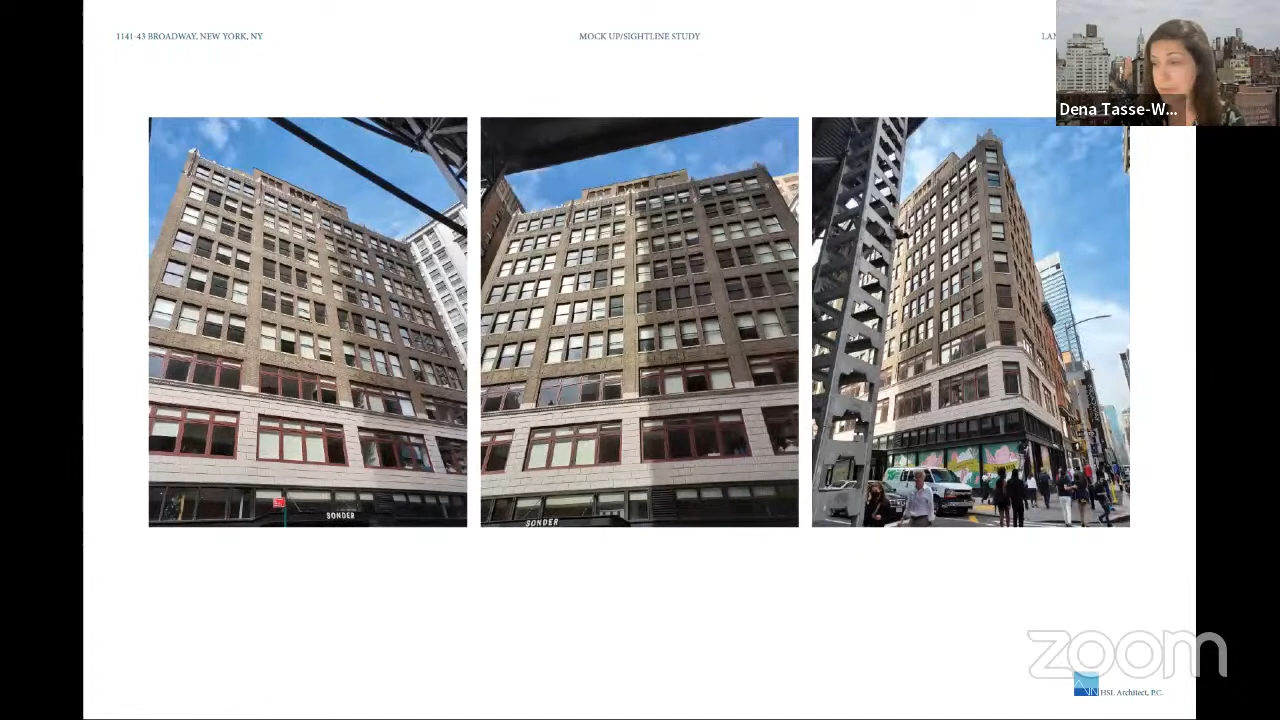 1141-43 BROADWAY, NEW YORK, NY
MOCK UP/SIGHTLINE STUDY
Dena Tasse-W...
SONDER
SONDER
zoom
HSL Architect, P.C.